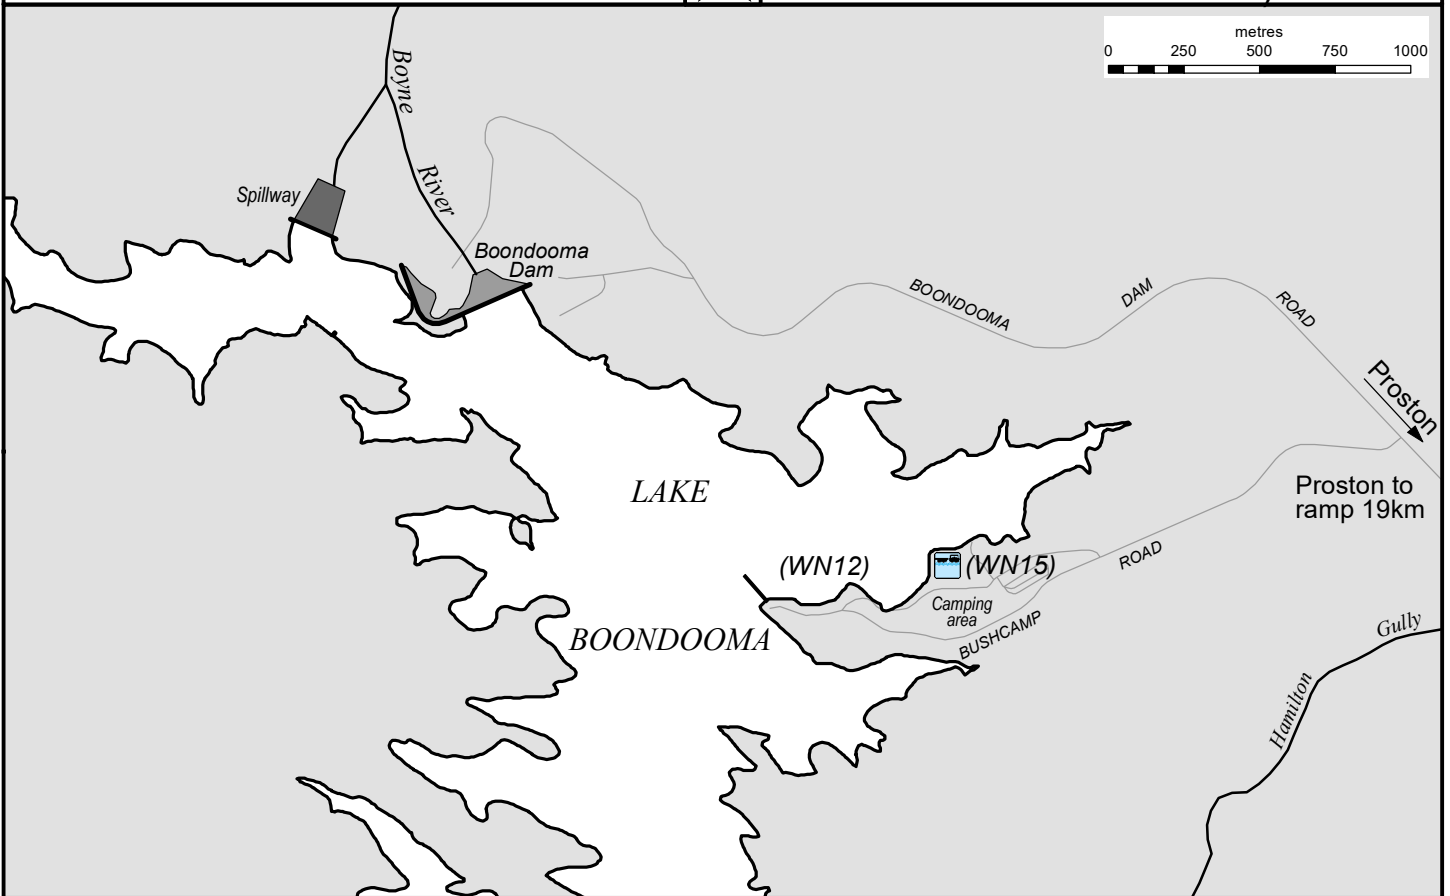 metres
0 250 500 750 1000
Boyne
River
Spillway
Boondooma
Dam
BOONDOOMA
DAM
ROAD
Proston
Proston to
ramp 19km
LAKE
BOONDOOMA
(WN12)
(WN15)
Camping
area
BUSHCAMP
ROAD
Hamilton
Gully